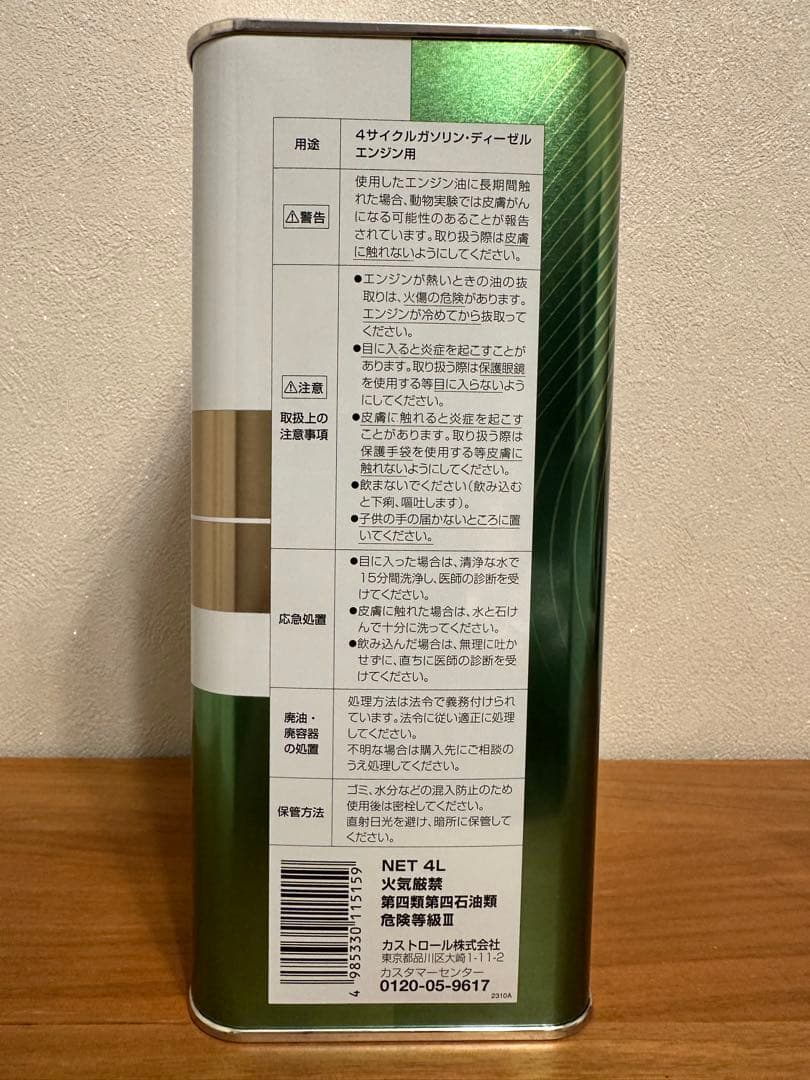 用途
4サイクルガソリン・ディーゼル
エンジン用
⚠警告
使用したエンジン油に長期間触
れた場合、動物実験では皮膚がん
になる可能性のあることが報告
されています。取り扱う際は皮膚
に触れないようにしてください。
⚠注意
取扱上の
注意事項
●エンジンが熱いときの油の抜
取りは、火傷の危険があります。
エンジンが冷めてから抜取って
ください。
●目に入ると炎症を起こすことが
あります。取り扱う際は保護眼鏡
を使用する等目に入らないよう
にしてください。
●皮膚に触れると炎症を起こす
ことがあります。取り扱う際は
保護手袋を使用する等皮膚に
触れないようにしてください。
●飲まないでください(飲み込む
と下痢、嘔吐します)。
●子供の手の届かないところに置
いてください。
応急処置
●目に入った場合は、清浄な水で
15分間洗浄し、医師の診断を受
けてください。
●皮膚に触れた場合は、水と石け
んで十分に洗ってください。
●飲み込んだ場合は、無理に吐か
せずに、直ちに医師の診断を受
けてください。
廃油・
廃容器
の処置
処理方法は法令で義務付けられ
ています。法令に従い適正に処理
してください。
不明な場合は購入先にご相談の
うえ処理してください。
保管方法
ゴミ、水分などの混入防止のため
使用後は密栓してください。
直射日光を避け、暗所に保管して
ください。
4 985330 115159
NET 4L
火気厳禁
第四類第四石油類
危険等級Ⅲ
カストロール株式会社
東京都品川区大崎1-11-2
カスタマーセンター
0120-05-9617
2310A